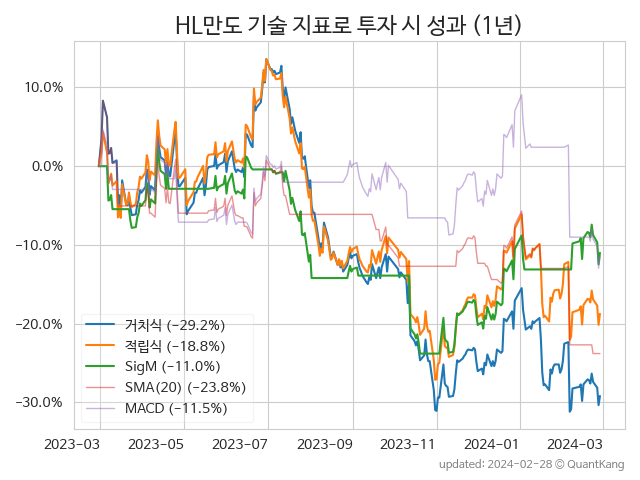 HL만도 기술 지표로 투자 시 성과 (1년)
10.0%
0.0%
−10.0%
−20.0%
−30.0%
거치식 (−29.2%)
적립식 (−18.8%)
SigM (−11.0%)
SMA(20) (−23.8%)
MACD (−11.5%)
2023-03 2023-05 2023-07 2023-09 2023-11 2024-01 2024-03
updated: 2024-02-28 © QuantKang